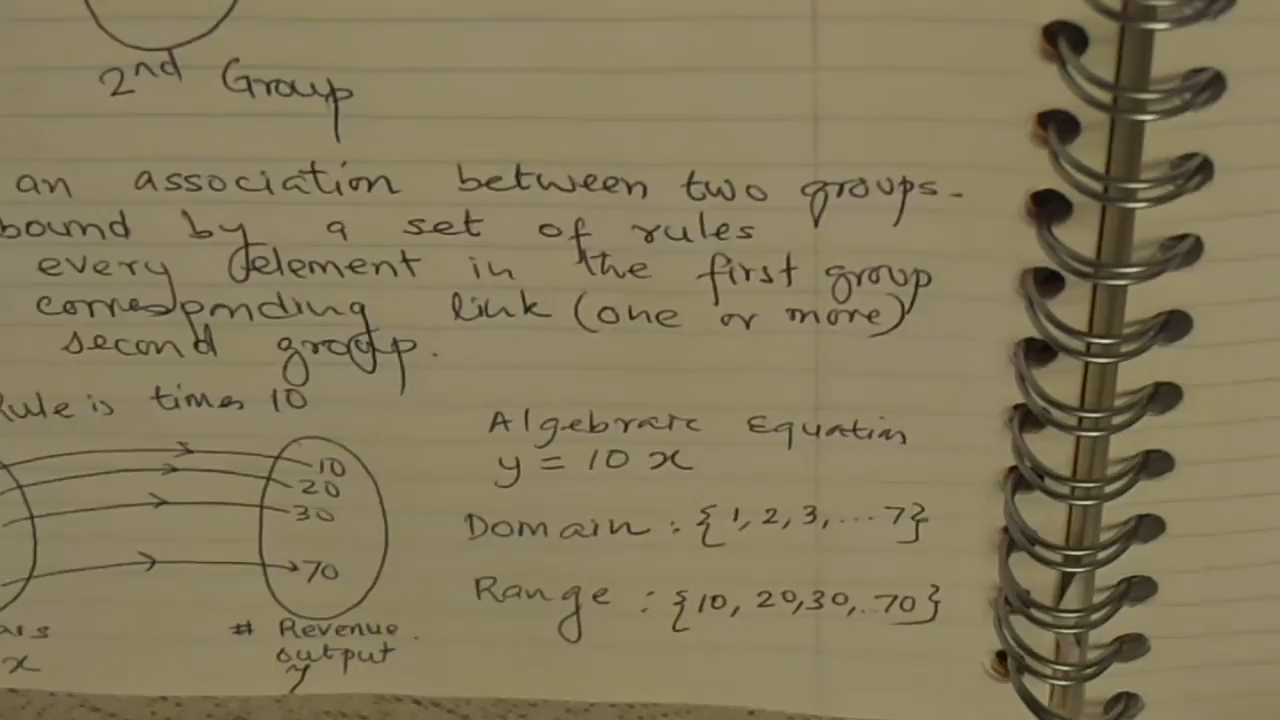 2nd Group
an association between two groups.
bound by a set of rules
every element in the first group
corresponding link (one or more)
second group.
Rule is times 10
Algebraic Equation
y = 10 x
10
20
30
70
Domain : {1, 2, 3, ... 7}
Range : {10, 20, 30, .. 70}
# Revenue.
output
x
y